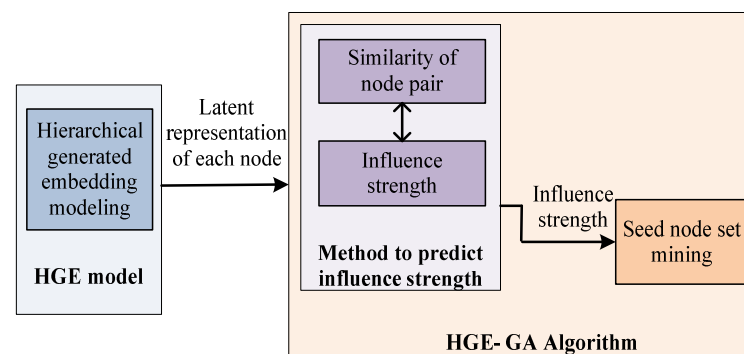 Hierarchical
generated
embedding
modeling
HGE model
Latent
representation
of each node
Similarity of
node pair
Influence
strength
Method to predict
influence strength
Influence
strength
Seed node set
mining
HGE- GA Algorithm